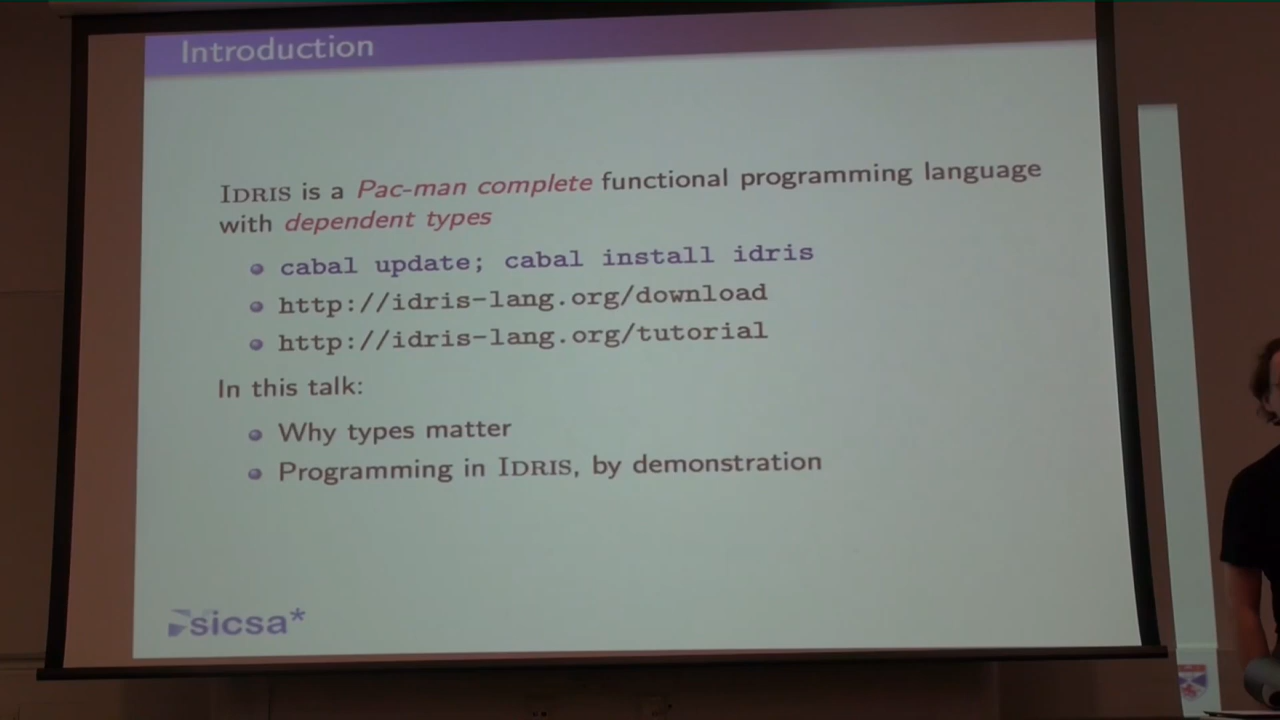 Introduction
IDRIS is a Pac-man complete functional programming language
with dependent types
cabal update; cabal install idris
http://idris-lang.org/download
http://idris-lang.org/tutorial
In this talk:
Why types matter
Programming in IDRIS, by demonstration
sicsa*